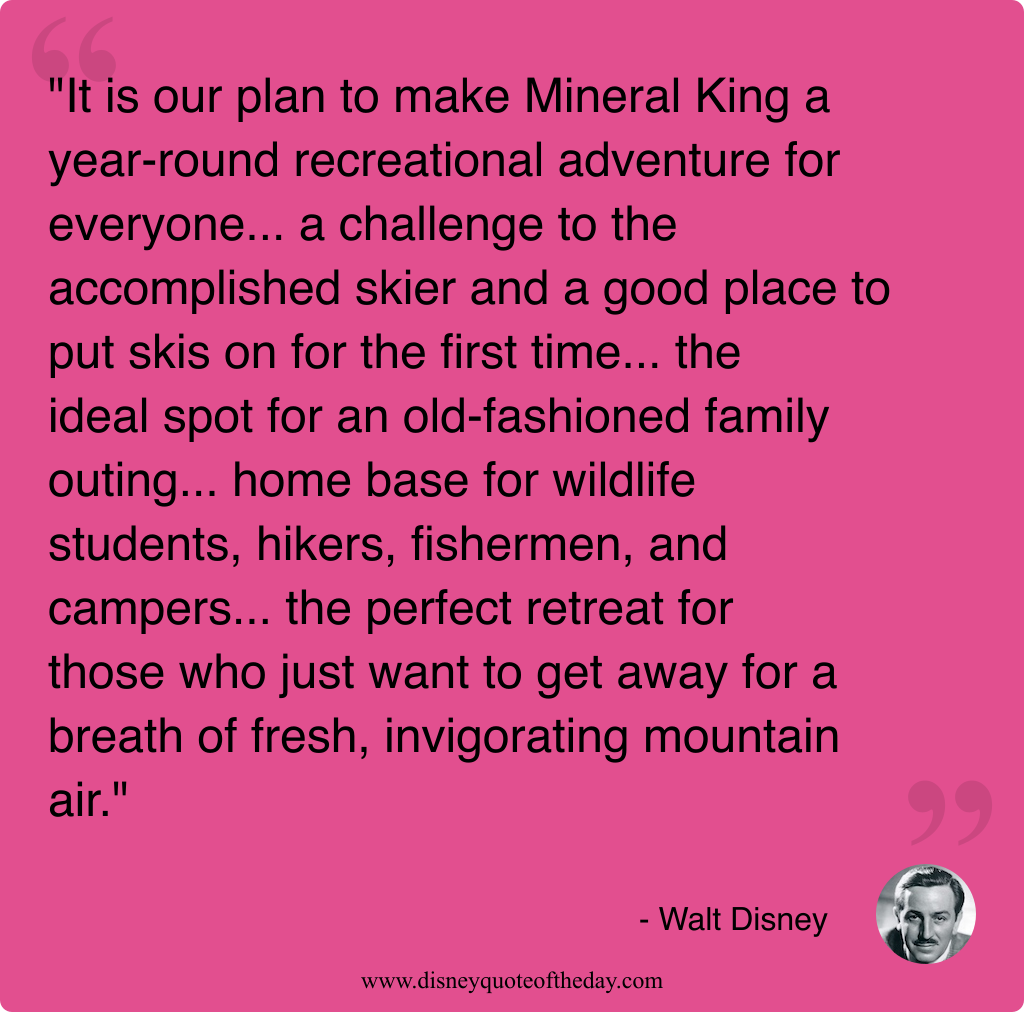 "It is our plan to make Mineral King a
year-round recreational adventure for
everyone... a challenge to the
accomplished skier and a good place to
put skis on for the first time... the
ideal spot for an old-fashioned family
outing... home base for wildlife
students, hikers, fishermen, and
campers... the perfect retreat for
those who just want to get away for a
breath of fresh, invigorating mountain
air."
- Walt Disney
www.disneyquoteoftheday.com